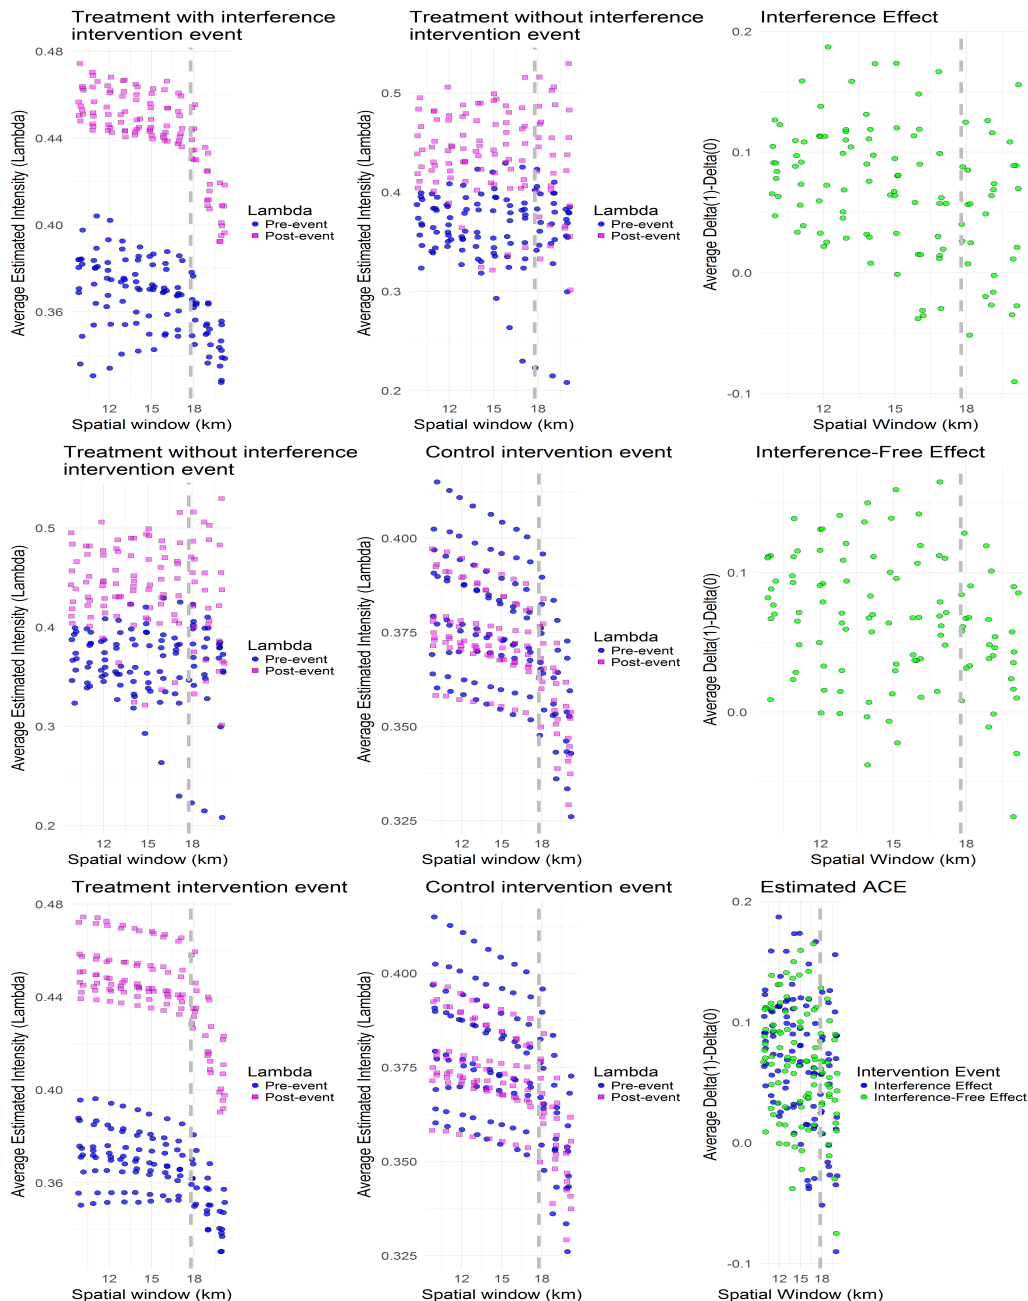 Treatment with interference
intervention event
Average Estimated Intensity (Lambda)
0.48
0.44
0.40
0.36
12 15 18
Spatial window (km)
Lambda
Pre-event
Post-event
Treatment without interference
intervention event
Average Estimated Intensity (Lambda)
0.5
0.4
0.3
0.2
12 15 18
Spatial window (km)
Lambda
Pre-event
Post-event
Interference Effect
Average Delta(1)-Delta(0)
0.2
0.1
0.0
-0.1
12 15 18
Spatial Window (km)
Treatment without interference
intervention event
Average Estimated Intensity (Lambda)
0.5
0.4
0.3
0.2
12 15 18
Spatial window (km)
Lambda
Pre-event
Post-event
Control intervention event
Average Estimated Intensity (Lambda)
0.400
0.375
0.350
0.325
12 15 18
Spatial window (km)
Lambda
Pre-event
Post-event
Interference-Free Effect
Average Delta(1)-Delta(0)
0.1
0.0
12 15 18
Spatial Window (km)
Treatment intervention event
Average Estimated Intensity (Lambda)
0.48
0.44
0.40
0.36
12 15 18
Spatial window (km)
Lambda
Pre-event
Post-event
Control intervention event
Average Estimated Intensity (Lambda)
0.400
0.375
0.350
0.325
12 15 18
Spatial window (km)
Lambda
Pre-event
Post-event
Estimated ACE
Average Delta(1)-Delta(0)
0.2
0.1
0.0
-0.1
12 15 18
Spatial Window (km)
Intervention Event
Interference Effect
Interference-Free Effect